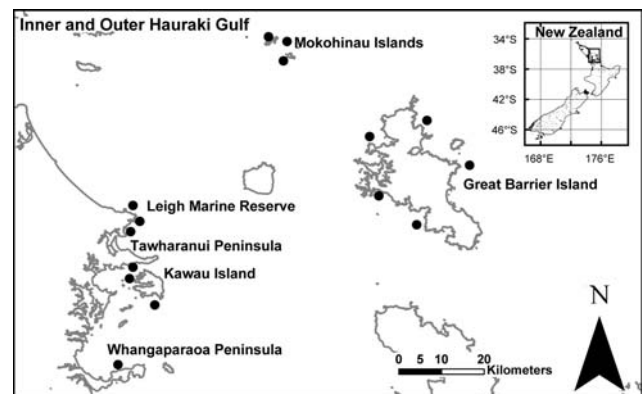 Inner and Outer Hauraki Gulf
Mokohinau Islands
New Zealand
34°S
38°S
42°S
46°S
168°E
176°E
Great Barrier Island
Leigh Marine Reserve
Tawharanui Peninsula
Kawau Island
Whangaparaoa Peninsula
N
0 5 10 20
Kilometers